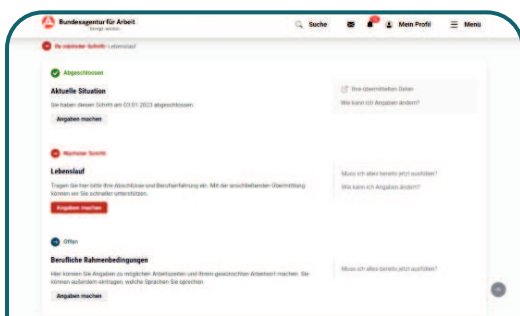 Bundesagentur für Arbeit
Suche
Mein Profil
Menü
Ihr nächster Schritt: Lebenslauf
Abgeschlossen
Aktuelle Situation
Sie haben diesen Schritt am 03.01.2023 abgeschlossen.
Angaben machen
Ihre übermittelten Daten
Wie kann ich Angaben ändern?
Nächster Schritt
Lebenslauf
Tragen Sie hier bitte Ihre Abschlüsse und Berufserfahrung ein. Mit der anschließenden Übermittlung
können wir Sie schneller unterstützen.
Angaben machen
Muss ich alles bereits jetzt ausfüllen?
Wie kann ich Angaben ändern?
Offen
Berufliche Rahmenbedingungen
Hier können Sie Angaben zu möglichen Arbeitszeiten und Ihrem gewünschten Arbeitsort machen. Sie
können außerdem eintragen, welche Sprachen Sie sprechen.
Angaben machen
Muss ich alles bereits jetzt ausfüllen?